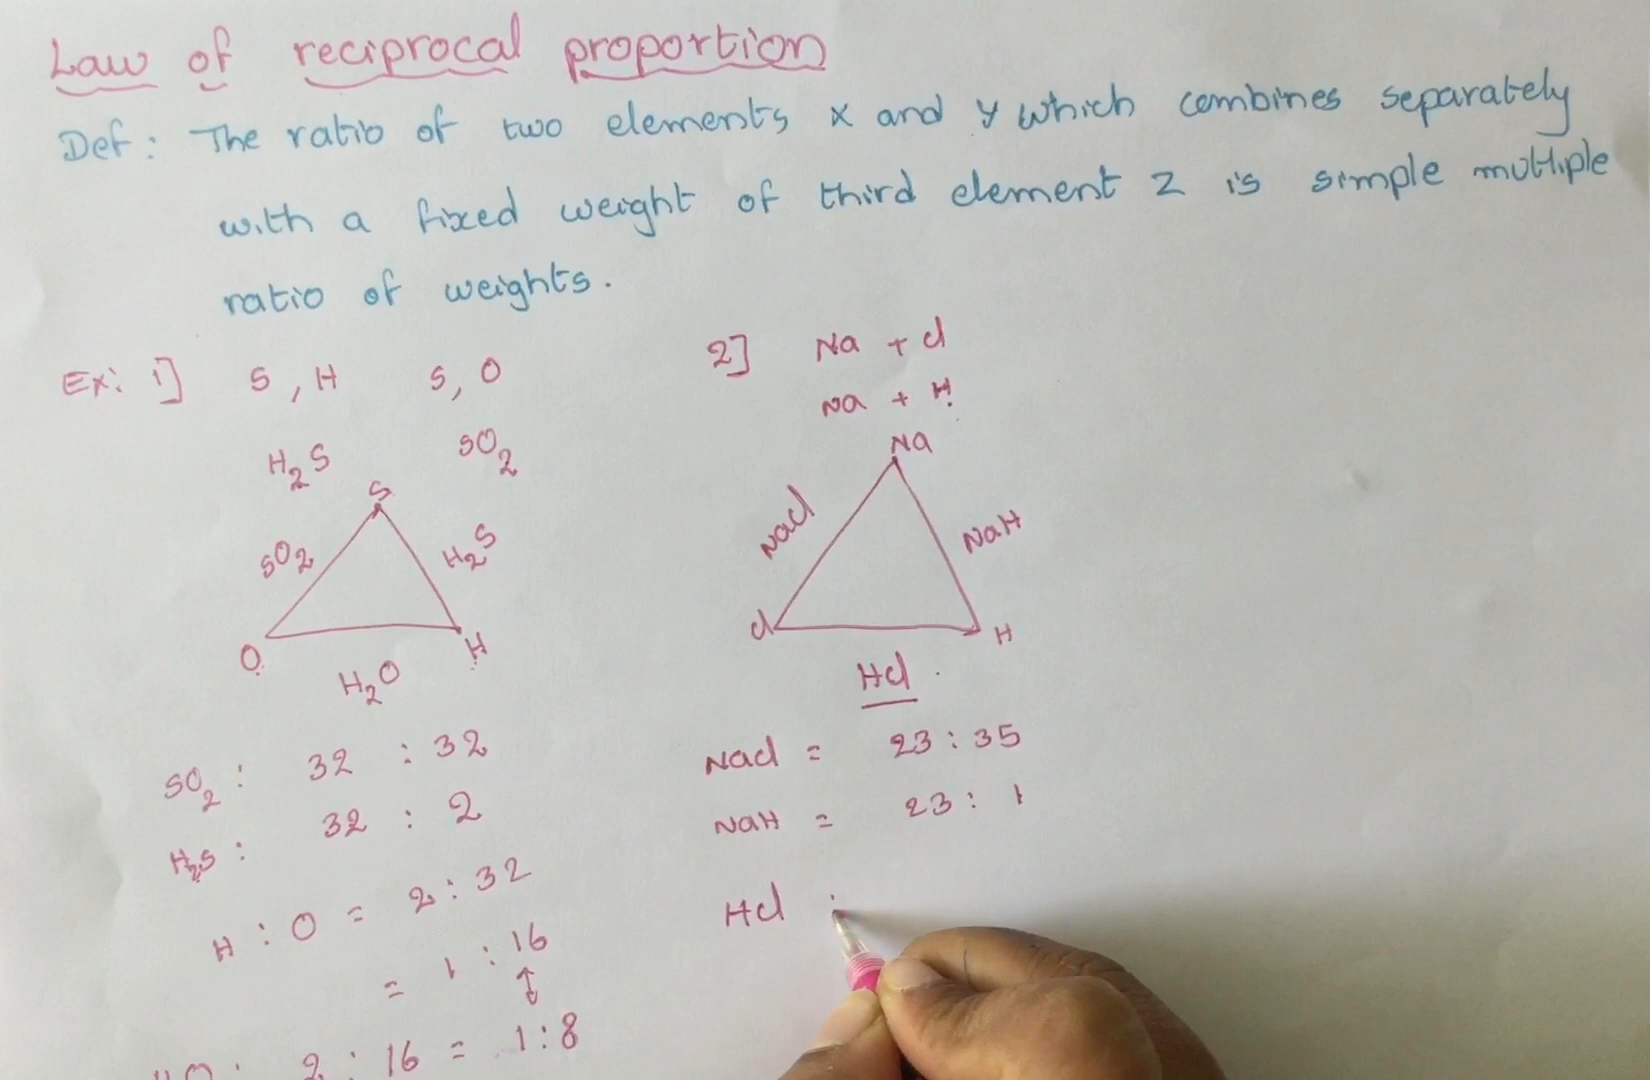 Law of reciprocal proportion
Def: The ratio of two elements x and y which combines separately
with a fixed weight of third element z is simple multiple
ratio of weights.
Ex: 1] S, H S, O
H2S SO2
S
SO2 H2S
O H
H2O
SO2 : 32 : 32
H2S : 32 : 2
H : O = 2 : 32
= 1 : 16
2 : 16 = 1 : 8
2] Na + Cl
Na + H
Na
NaCl NaH
Cl H
HCl
NaCl = 23 : 35
NaH = 23 : 1
HCl :